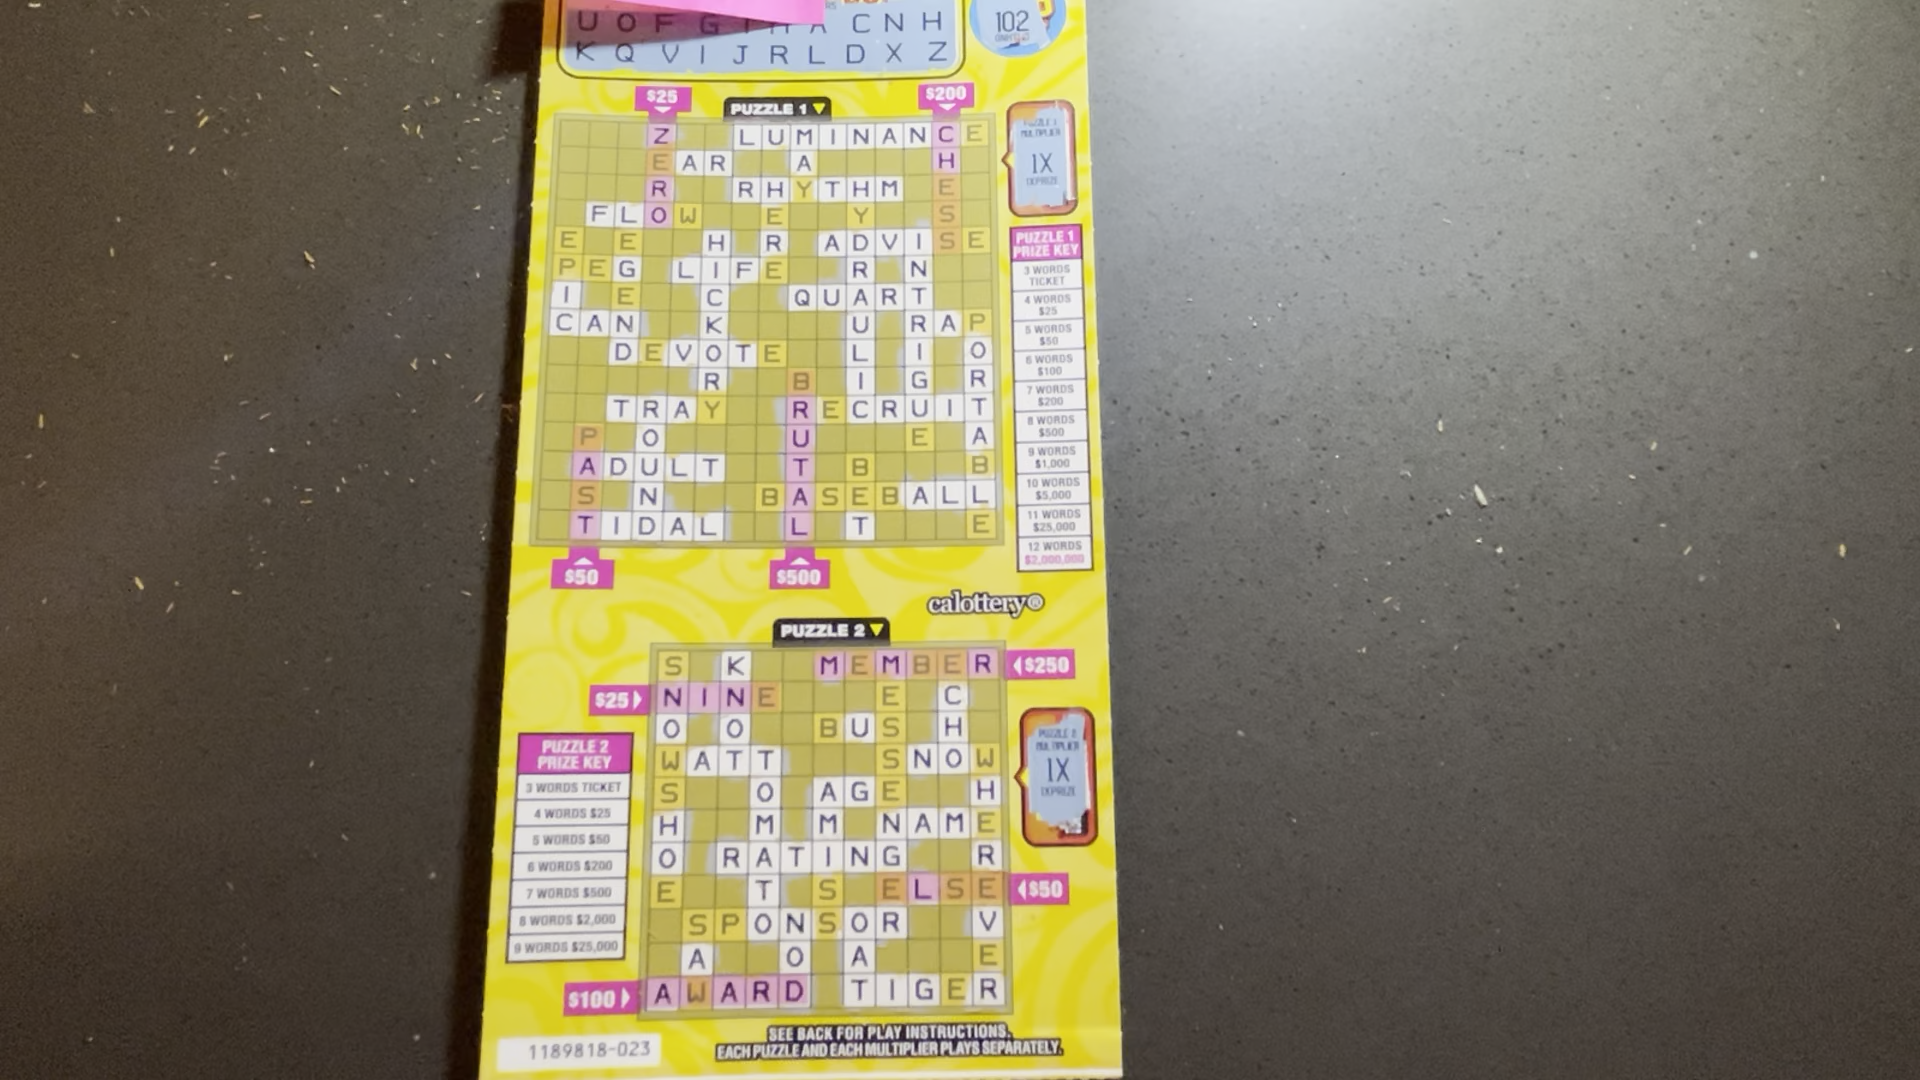 U O F G
C N H
K Q V I J R L D X Z
102
$25
PUZZLE 1
$200
Z LUMINANCE
EAR A H
R RHYTHM E
FLOW E Y S
E E H R ADVISE
PEG LIFE R N
I E C QUART
CAN K U RAP
DEVOTE L I O
R B I G R
TRAY RECRUIT
P O U E A
ADULT T B B
S N BASEBALL
TIDAL L T E
PUZZLE 1
MULTIPLIER
1X
PUZZLE 1
PRIZE KEY
3 WORDS
TICKET
4 WORDS
$25
5 WORDS
$50
6 WORDS
$100
7 WORDS
$200
8 WORDS
$500
9 WORDS
$1,000
10 WORDS
$5,000
11 WORDS
$25,000
12 WORDS
$2,000,000
$50
$500
calottery®
PUZZLE 2
S K MEMBER
NINE E C
O O BUS H
WATT SNOW
S O AGE H
H M M NAME
O RATING R
E T S ELSE
SPONSOR V
A O A E
AWARD TIGER
$250
$25
$50
$100
PUZZLE 2
MULTIPLIER
1X
PUZZLE 2
PRIZE KEY
3 WORDS TICKET
4 WORDS $25
5 WORDS $50
6 WORDS $200
7 WORDS $500
8 WORDS $2,000
9 WORDS $25,000
1189818-023
SEE BACK FOR PLAY INSTRUCTIONS.
EACH PUZZLE AND EACH MULTIPLIER PLAYS SEPARATELY.